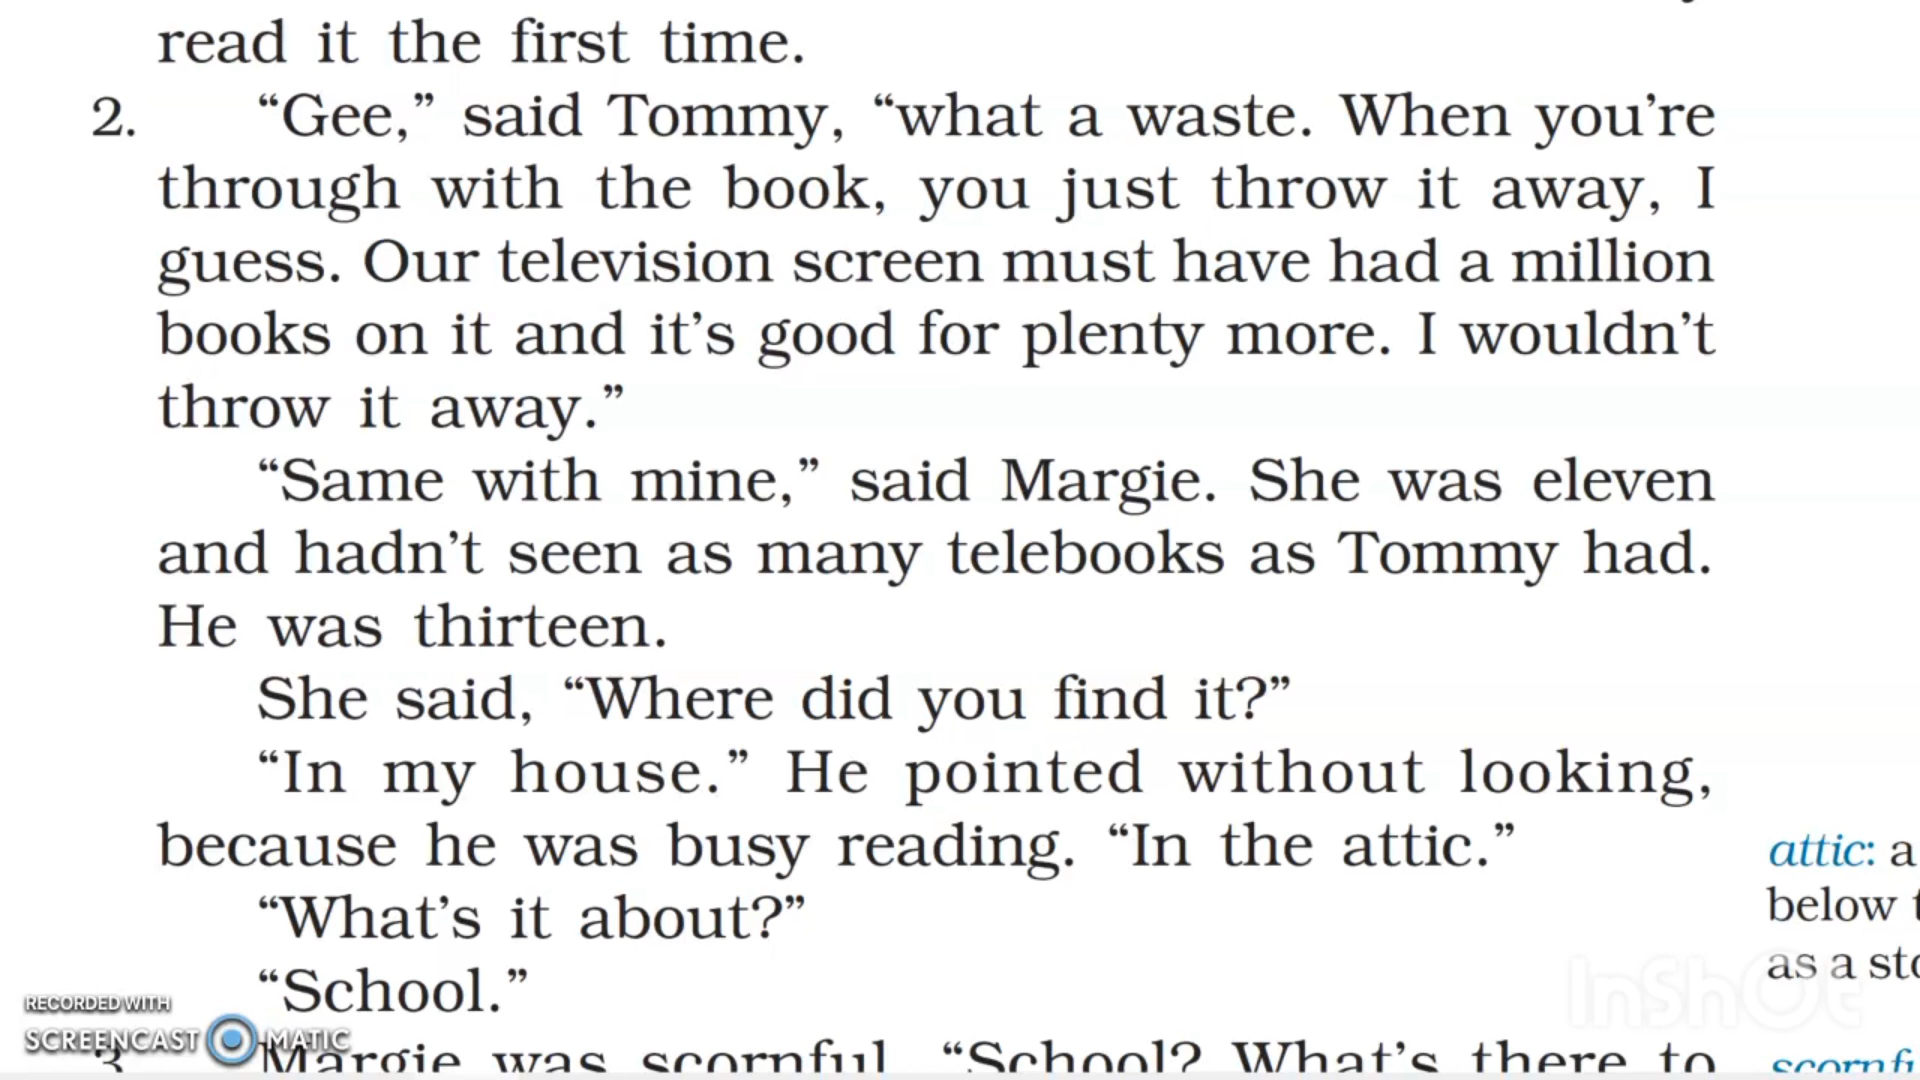 read it the first time.
2. “Gee,” said Tommy, “what a waste. When you’re
through with the book, you just throw it away, I
guess. Our television screen must have had a million
books on it and it’s good for plenty more. I wouldn’t
throw it away.”
“Same with mine,” said Margie. She was eleven
and hadn’t seen as many telebooks as Tommy had.
He was thirteen.
She said, “Where did you find it?”
“In my house.” He pointed without looking,
because he was busy reading. “In the attic.”
“What’s it about?”
“School.”
3. Margie was scornful. “School? What’s there to
attic: a
below t
as a sto
scornfu
InShOt
RECORDED WITH
SCREENCAST MATIC